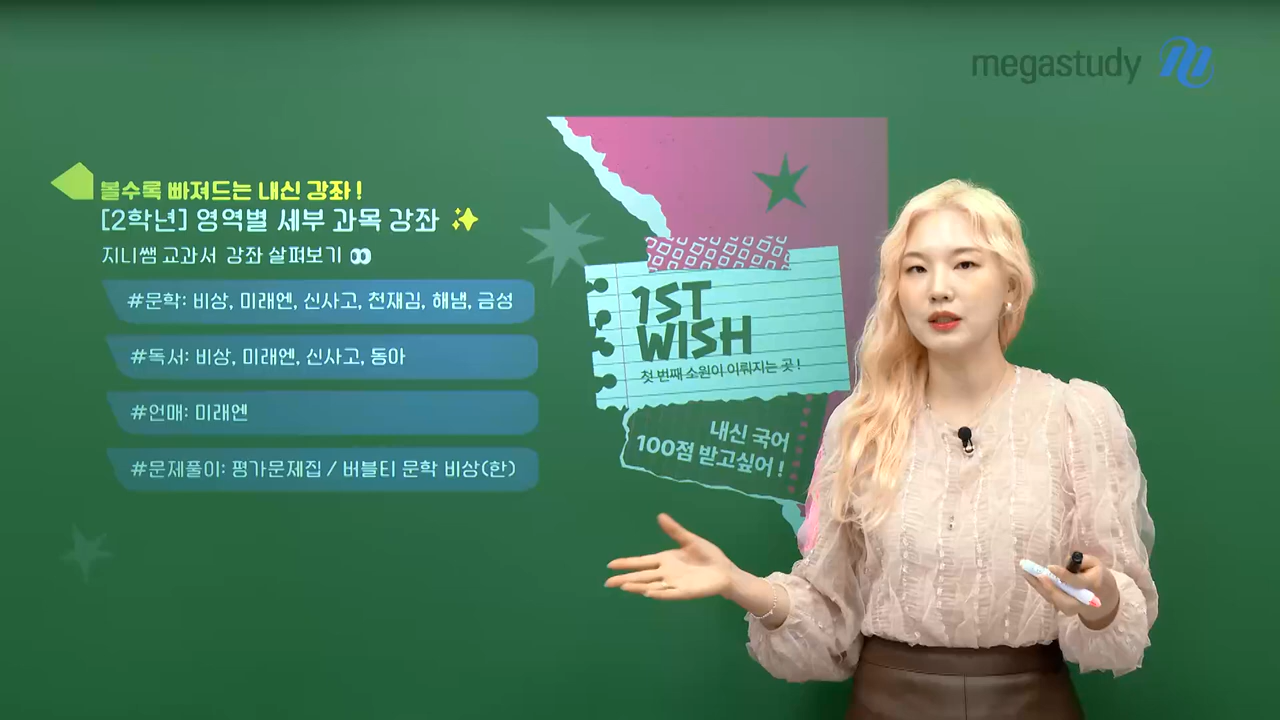 megastudy
볼수록 빠져드는 내신 강좌 !
[2학년] 영역별 세부 과목 강좌
지니쌤 교과서 강좌 살펴보기
#문학: 비상, 미래엔, 신사고, 천재김, 해냄, 금성
#독서: 비상, 미래엔, 신사고, 동아
#언매: 미래엔
#문제풀이: 평가문제집 / 버블티 문학 비상(한)
1ST
WISH
첫 번째 소원이 이뤄지는 곳 !
내신 국어
100점 받고싶어 !